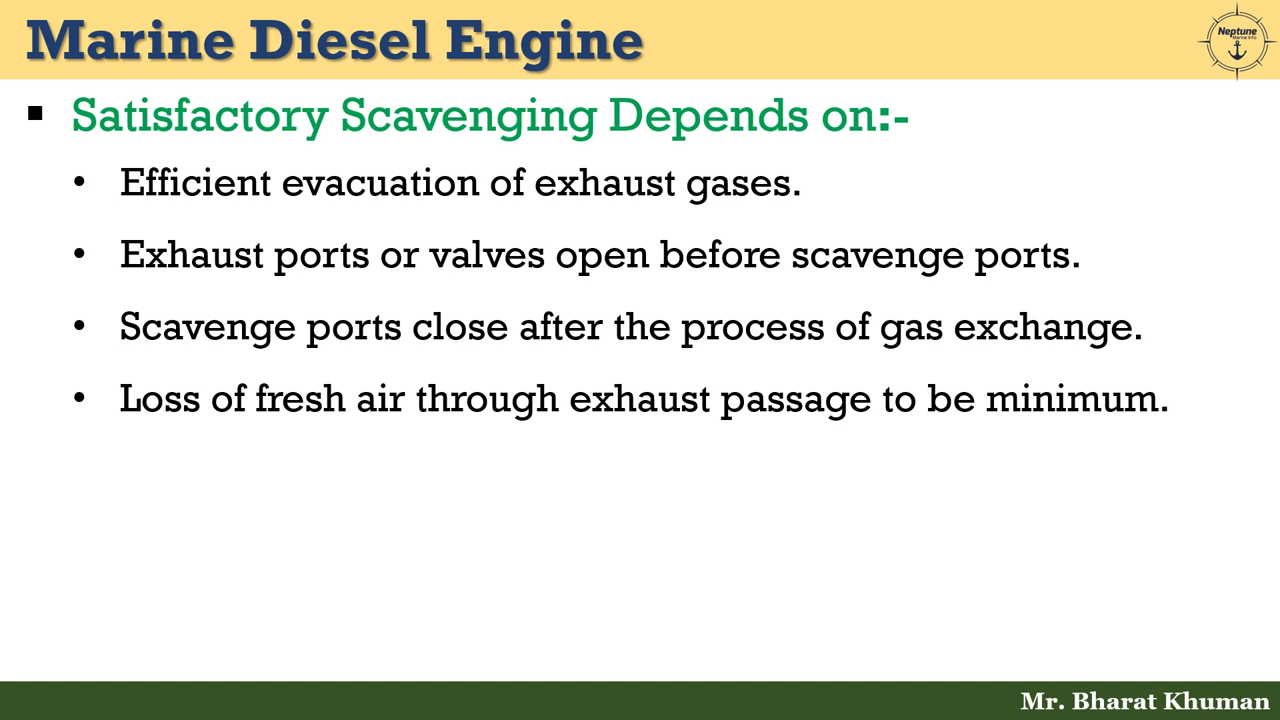 Marine Diesel Engine
Neptune
Marine Info
▪ Satisfactory Scavenging Depends on:-
• Efficient evacuation of exhaust gases.
• Exhaust ports or valves open before scavenge ports.
• Scavenge ports close after the process of gas exchange.
• Loss of fresh air through exhaust passage to be minimum.
Mr. Bharat Khuman